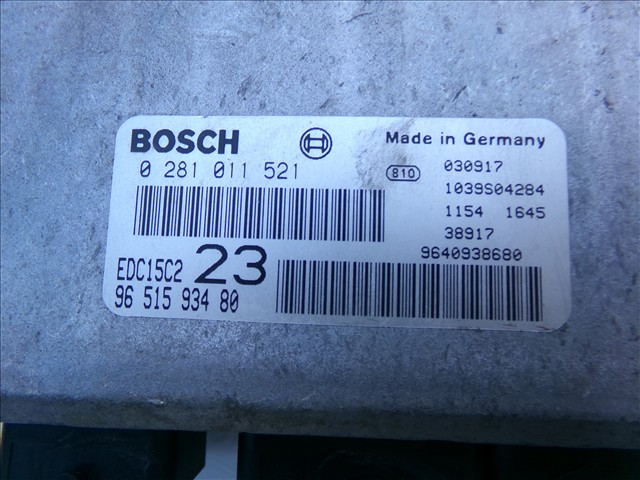 BOSCH
Made in Germany
0 281 011 521
810
030917
1039S04284
1154 1645
38917
9640938680
EDC15C2 23
96 515 934 80